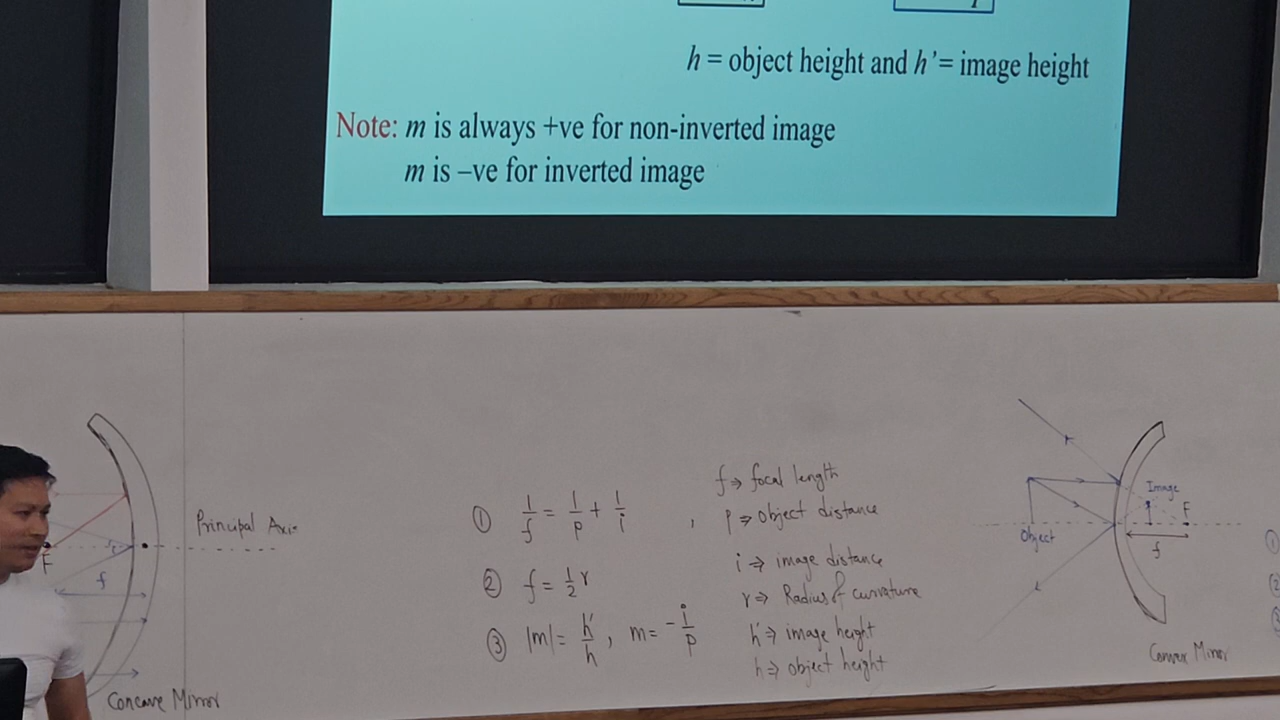 h = object height and h’= image height
Note: m is always +ve for non-inverted image
m is –ve for inverted image
F
f
Principal Axis
Concave Mirror
① 1/f = 1/p + 1/i ,
② f = 1/2 r
③ |m| = h'/h , m = -i/p
f ⇒ focal length
p ⇒ object distance
i ⇒ image distance
r ⇒ Radius of curvature
h' ⇒ image height
h ⇒ object height
Object
Image
F
f
Convex Mirror